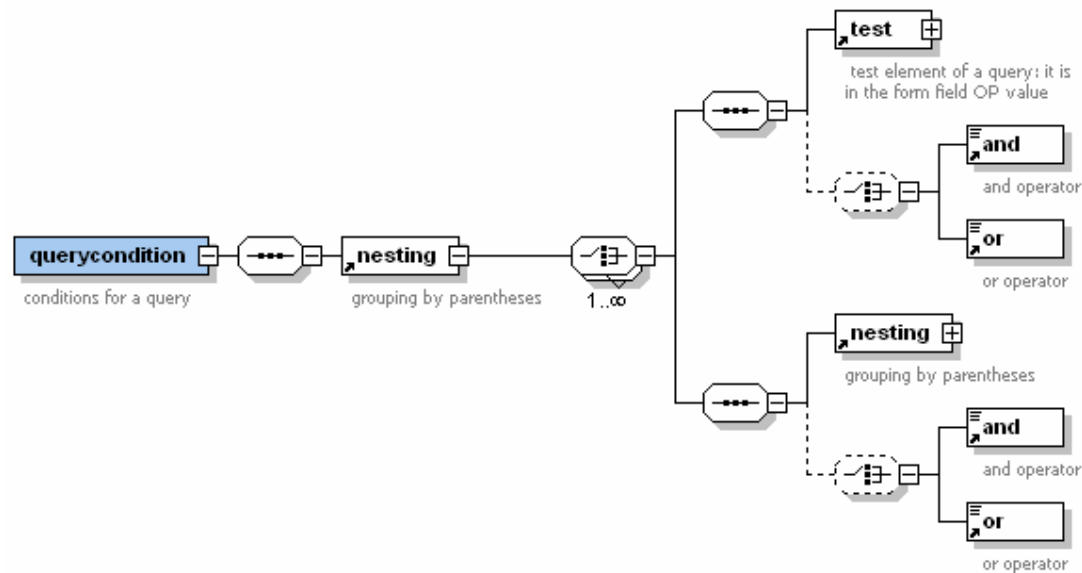 test
test element of a query: it is
in the form field OP value
and
and operator
or
or operator
querycondition
conditions for a query
nesting
grouping by parentheses
1..∞
nesting
grouping by parentheses
and
and operator
or
or operator